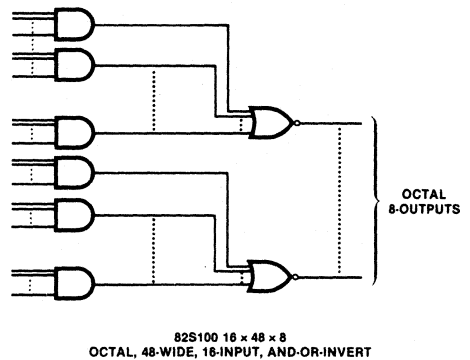 OCTAL
8-OUTPUTS
82S100 16 × 48 × 8
OCTAL, 48-WIDE, 16-INPUT, AND-OR-INVERT